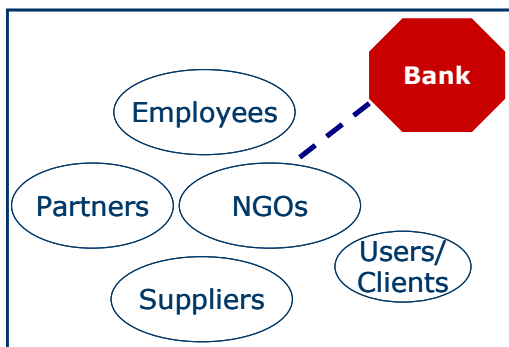 Bank
Employees
Partners
NGOs
Users/
Clients
Suppliers